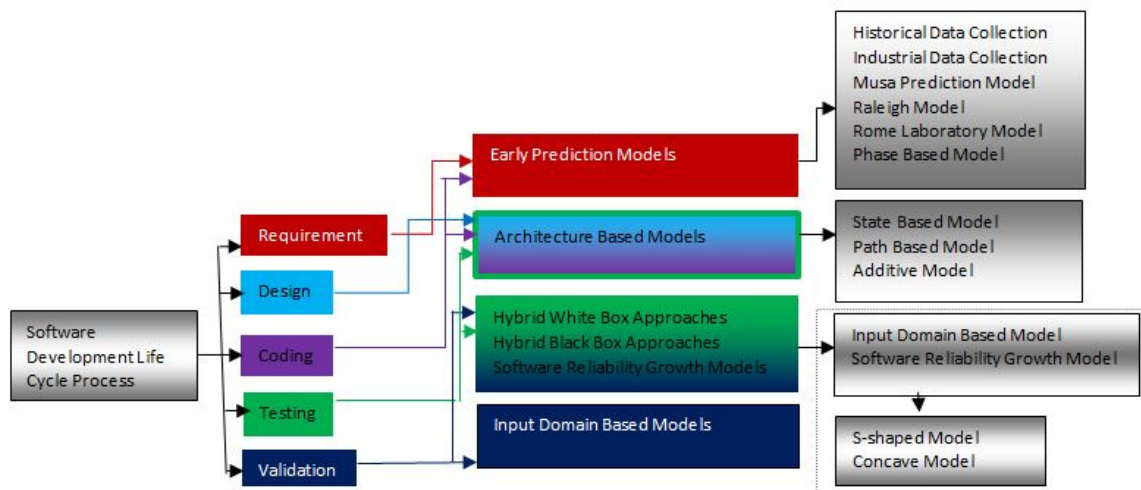 Software
Development Life
Cycle Process
Requirement
Design
Coding
Testing
Validation
Early Prediction Models
Architecture Based Models
Hybrid White Box Approaches
Hybrid Black Box Approaches
Software Reliability Growth Models
Input Domain Based Models
Historical Data Collection
Industrial Data Collection
Musa Prediction Model
Raleigh Model
Rome Laboratory Model
Phase Based Model
State Based Model
Path Based Model
Additive Model
Input Domain Based Model
Software Reliability Growth Model
S-shaped Model
Concave Model